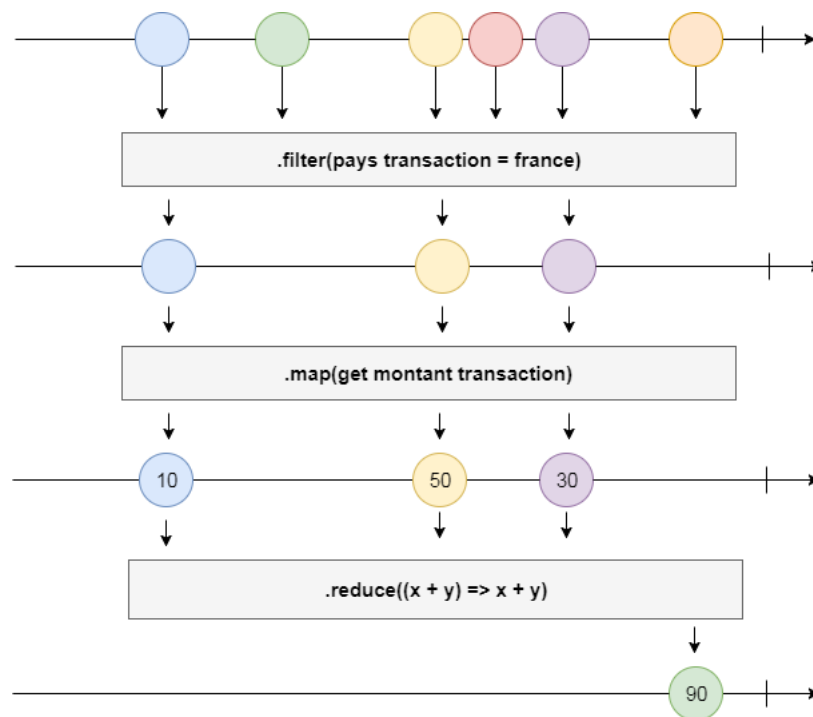 .filter(pays transaction = france)
.map(get montant transaction)
10 50 30
.reduce((x + y) => x + y)
90